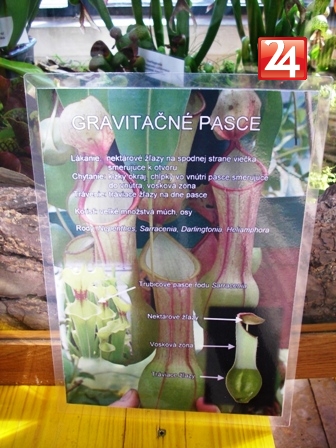 24
GRAVITAČNÉ PASCE
Lákanie: nektárové žľazy na spodnej strane viečka
smerujúce k otvoru
Chytanie: klzký okraj, chĺpky vo vnútri pasce smerujúce
do vnútra, vosková zóna
Trávenie: tráviace žľazy na dne pasce
Korisť: veľké množstvá múch, osy
Rody: Sarracenia, Darlingtonia, Heliamphora
Trubicovité pasce rodu Sarracenia
Nektárové žľazy
Vosková zóna
Tráviace žľazy